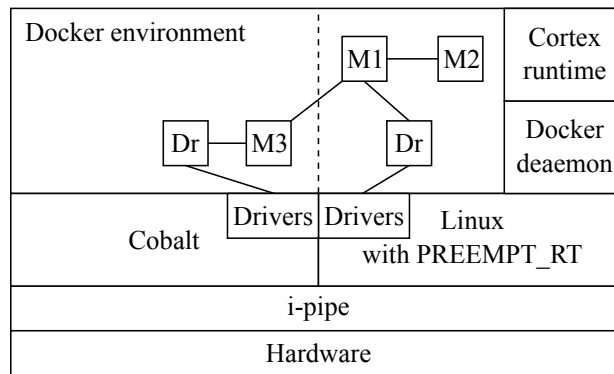 Docker environment
Cortex
runtime
M1
M2
Docker
deaemon
Dr
M3
Dr
Drivers
Drivers
Cobalt
Linux
with PREEMPT_RT
i-pipe
Hardware